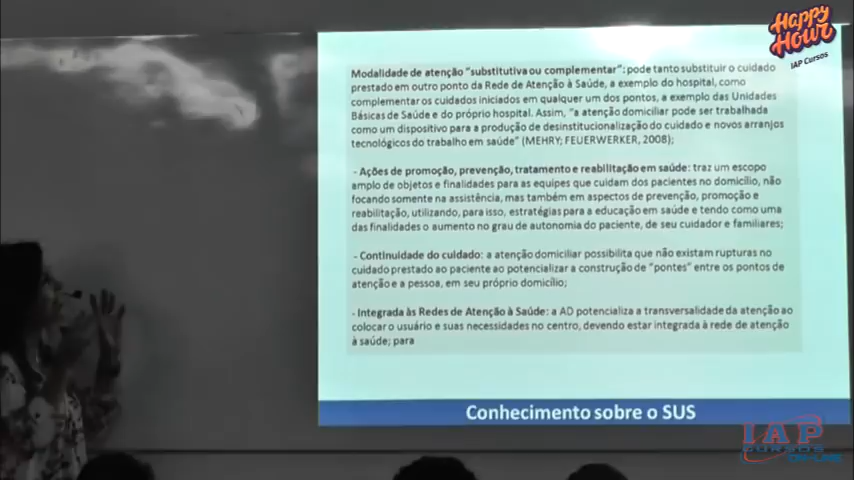 Happy
Hour
IAP Cursos
Modalidade de atenção "substitutiva ou complementar": pode tanto substituir o cuidado
prestado em outro ponto da Rede de Atenção à Saúde, a exemplo do hospital, como
complementar os cuidados iniciados em qualquer um dos pontos, a exemplo das Unidades
Básicas de Saúde e do próprio hospital. Assim, "a atenção domiciliar pode ser trabalhada
como um dispositivo para a produção de desinstitucionalização do cuidado e novos arranjos
tecnológicos do trabalho em saúde" (MEHRY; FEUERWERKER, 2008);
- Ações de promoção, prevenção, tratamento e reabilitação em saúde: traz um escopo
amplo de objetos e finalidades para as equipes que cuidam dos pacientes no domicílio, não
focando somente na assistência, mas também em aspectos de prevenção, promoção e
reabilitação, utilizando, para isso, estratégias para a educação em saúde e tendo como uma
das finalidades o aumento no grau de autonomia do paciente, de seu cuidador e familiares;
- Continuidade do cuidado: a atenção domiciliar possibilita que não existam rupturas no
cuidado prestado ao paciente ao potencializar a construção de "pontes" entre os pontos de
atenção e a pessoa, em seu próprio domicílio;
- Integrada às Redes de Atenção à Saúde: a AD potencializa a transversalidade da atenção ao
colocar o usuário e suas necessidades no centro, devendo estar integrada à rede de atenção
à saúde; para
Conhecimento sobre o SUS
IAP
CURSOS